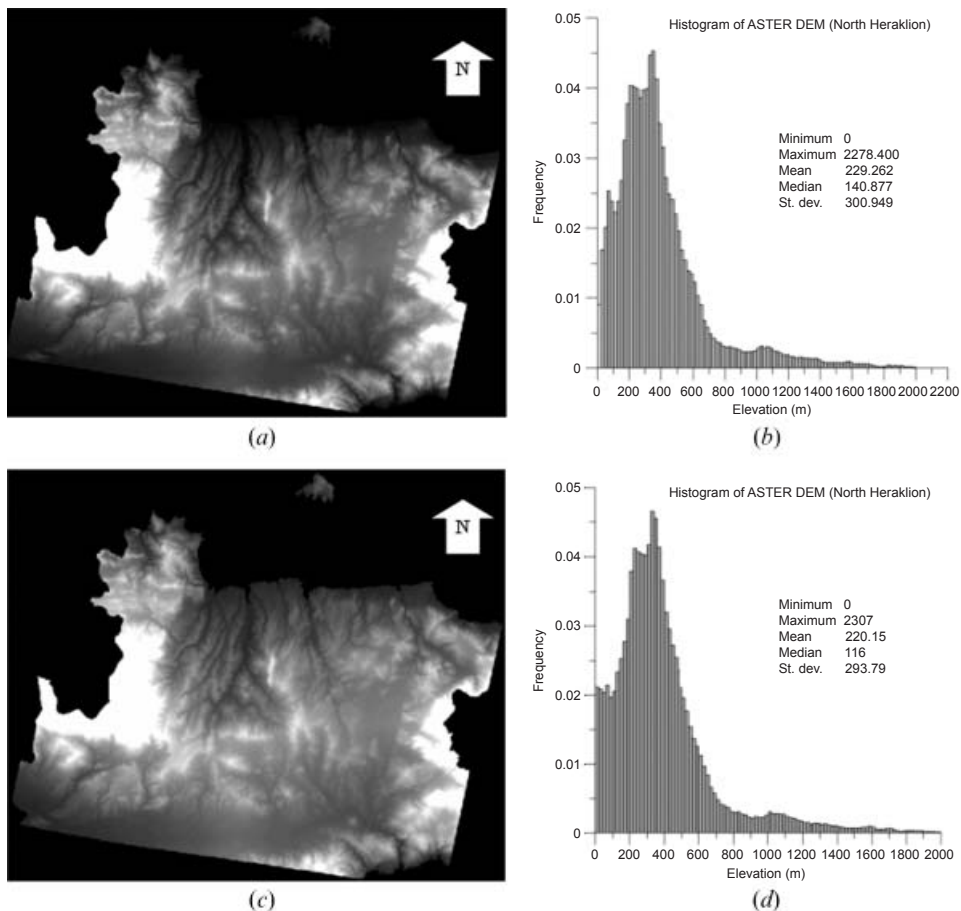 N
(a)
Histogram of ASTER DEM (North Heraklion)
0.05
0.04
0.03
0.02
0.01
0
Frequency
Minimum 0
Maximum 2278.400
Mean 229.262
Median 140.877
St. dev. 300.949
0 200 400 600 800 1000 1200 1400 1600 1800 2000 2200
Elevation (m)
(b)
N
(c)
Histogram of ASTER DEM (North Heraklion)
0.05
0.04
0.03
0.02
0.01
0
Frequency
Minimum 0
Maximum 2307
Mean 220.15
Median 116
St. dev. 293.79
0 200 400 600 800 1000 1200 1400 1600 1800 2000
Elevation (m)
(d)